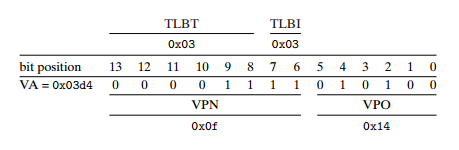 TLBT TLBI
0x03 0x03
bit position 13 12 11 10 9 8 7 6 5 4 3 2 1 0
VA = 0x03d4 0 0 0 0 1 1 1 1 0 1 0 1 0 0
VPN VPO
0x0f 0x14